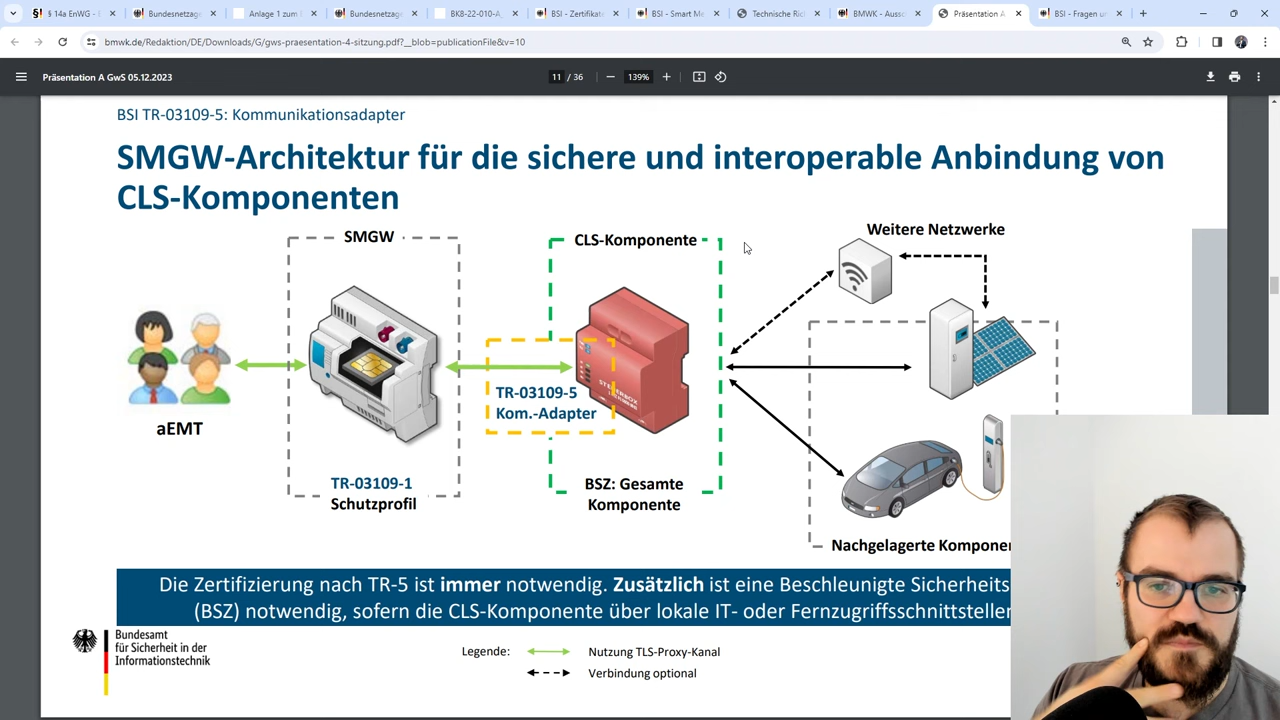 § 14a EnWG - I
Bundesnetzage
Anlage 1 zum I
Bundesnetzage
BK8-22-010-A
BSI - Zertifikat
BSI - Smart M
Technische Ric
BMWK - Aussc
Präsentation A
BSI - Fragen u
bmwk.de/Redaktion/DE/Downloads/G/gws-praesentation-4-sitzung.pdf?__blob=publicationFile&v=10
Präsentation A GwS 05.12.2023
11 / 36
139%
BSI TR-03109-5: Kommunikationsadapter
SMGW-Architektur für die sichere und interoperable Anbindung von
CLS-Komponenten
SMGW
CLS-Komponente
Weitere Netzwerke
STEUERBOX
TR-03109-5
Kom.-Adapter
aEMT
TR-03109-1
Schutzprofil
BSZ: Gesamte
Komponente
Nachgelagerte Kompone
Die Zertifizierung nach TR-5 ist immer notwendig. Zusätzlich ist eine Beschleunigte Sicherheits
(BSZ) notwendig, sofern die CLS-Komponente über lokale IT- oder Fernzugriffsschnittsteller
Bundesamt
für Sicherheit in der
Informationstechnik
Legende:
Nutzung TLS-Proxy-Kanal
Verbindung optional